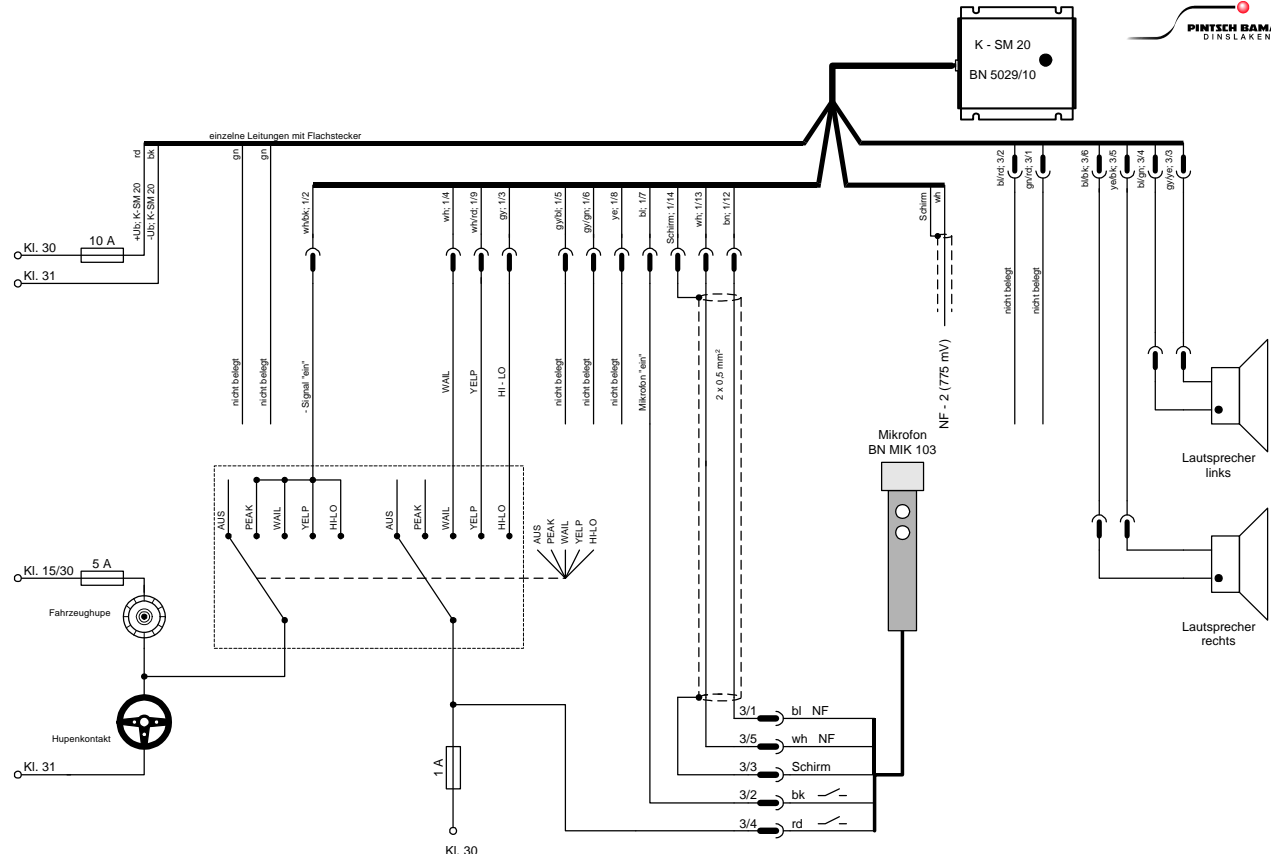 K - SM 20
BN 5029/10
DINSLAKEN
einzelne Leitungen mit Flachstecker
rd
bk
+Ub; K-SM 20
-Ub; K-SM 20
gn
gn
wh/bk; 1/2
wh; 1/4
wh/rd; 1/9
gy; 1/3
gy/bl; 1/5
gy/gn; 1/6
ye; 1/8
bl; 1/7
Schirm; 1/14
wh; 1/13
bn; 1/12
Schirm
wh
bl/rd; 3/2
gn/rd; 3/1
bl/bk; 3/6
ye/bk; 3/5
bl/gn; 3/4
gy/ye; 3/3
Kl. 30
10 A
Kl. 31
nicht belegt
nicht belegt
- Signal "ein"
WAIL
YELP
HI - LO
nicht belegt
nicht belegt
nicht belegt
Mikrofon "ein"
2 x 0,5 mm²
NF - 2 (775 mV)
nicht belegt
nicht belegt
Lautsprecher
links
Mikrofon
BN MIK 103
AUS
PEAK
WAIL
YELP
HI-LO
AUS
PEAK
WAIL
YELP
HI-LO
AUS
PEAK
WAIL
YELP
HI-LO
Kl. 15/30
5 A
Fahrzeughupe
Lautsprecher
rechts
Hupenkontakt
Kl. 31
1 A
Kl. 30
3/1 bl NF
3/5 wh NF
3/3 Schirm
3/2 bk
3/4 rd